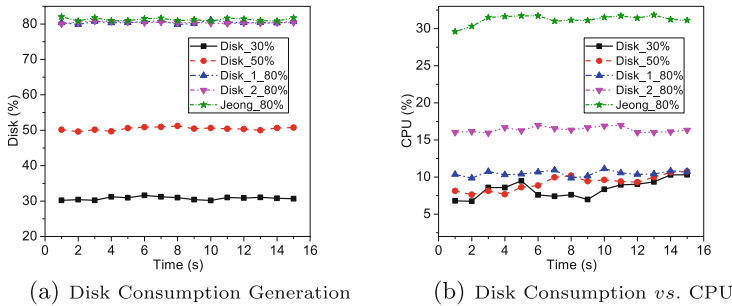 80
70
60
50
40
30
20
0 2 4 6 8 10 12 14 16
Disk (%)
Time (s)
Disk_30%
Disk_50%
Disk_1_80%
Disk_2_80%
Jeong_80%
(a) Disk Consumption Generation
30
25
20
15
10
5
0 2 4 6 8 10 12 14 16
CPU (%)
Time (s)
Disk_30%
Disk_50%
Disk_1_80%
Disk_2_80%
Jeong_80%
(b) Disk Consumption vs. CPU